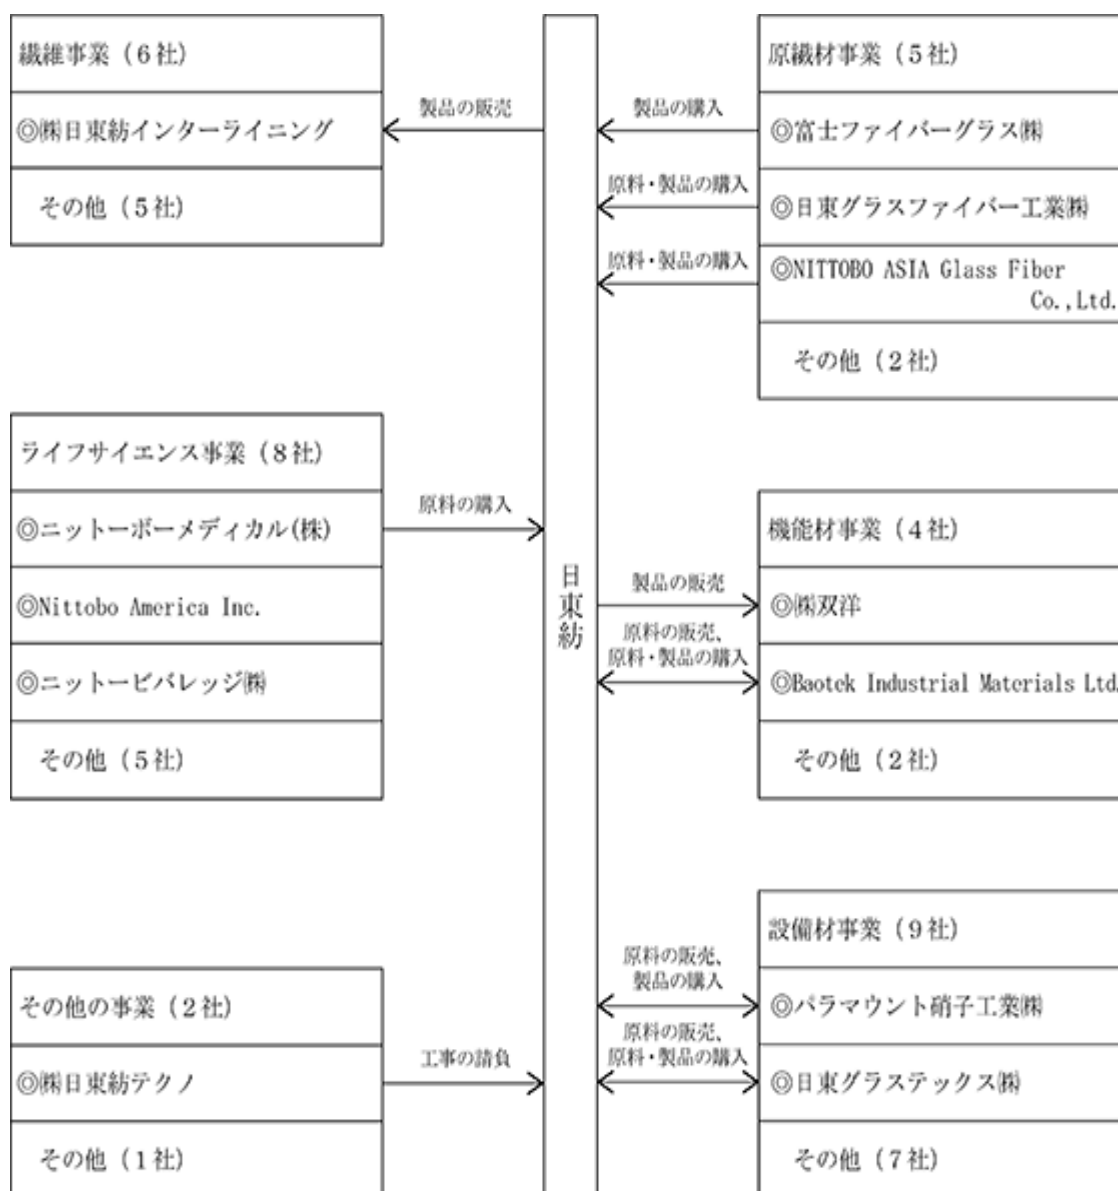 繊維事業（６社）
◎㈱日東紡インターライニング
その他（５社）
製品の販売
ライフサイエンス事業（８社）
◎ニットーボーメディカル(株)
◎Nittobo America Inc.
◎ニットービバレッジ㈱
その他（５社）
原料の購入
その他の事業（２社）
◎㈱日東紡テクノ
その他（１社）
工事の請負
日東紡
原繊材事業（５社）
◎富士ファイバーグラス㈱
◎日東グラスファイバー工業㈱
◎NITTOBO ASIA Glass Fiber
Co.,Ltd.
その他（２社）
製品の購入
原料・製品の購入
原料・製品の購入
機能材事業（４社）
◎㈱双洋
◎Baotek Industrial Materials Ltd.
その他（２社）
製品の販売
原料の販売、
原料・製品の購入
設備材事業（９社）
◎パラマウント硝子工業㈱
◎日東グラステックス㈱
その他（７社）
原料の販売、
製品の購入
原料の販売、
原料・製品の購入